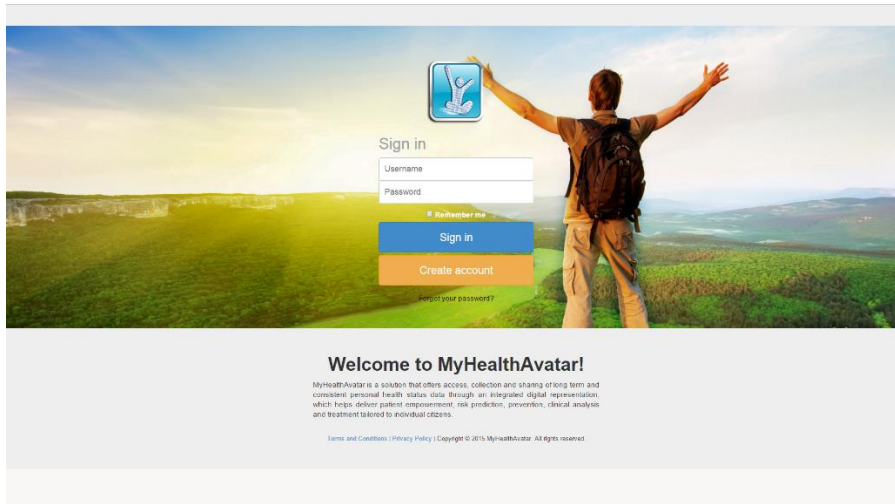 Sign in
Username
Password
Remember me
Sign in
Create account
Forgot your password?
Welcome to MyHealthAvatar!
MyHealthAvatar is a solution that offers access, collection and sharing of long term and
consistent personal health status data through an integrated digital representation,
which helps deliver patient empowerment, risk prediction, prevention, clinical analysis
and treatment tailored to individual citizens.
Terms and Conditions | Privacy Policy | Copyright © 2015 MyHealthAvatar. All rights reserved.